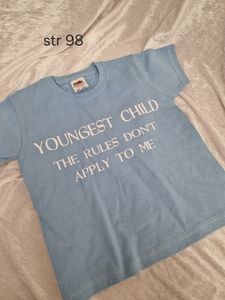 str 98
YOUNGEST CHILD
THE RULES DON'T
APPLY TO ME